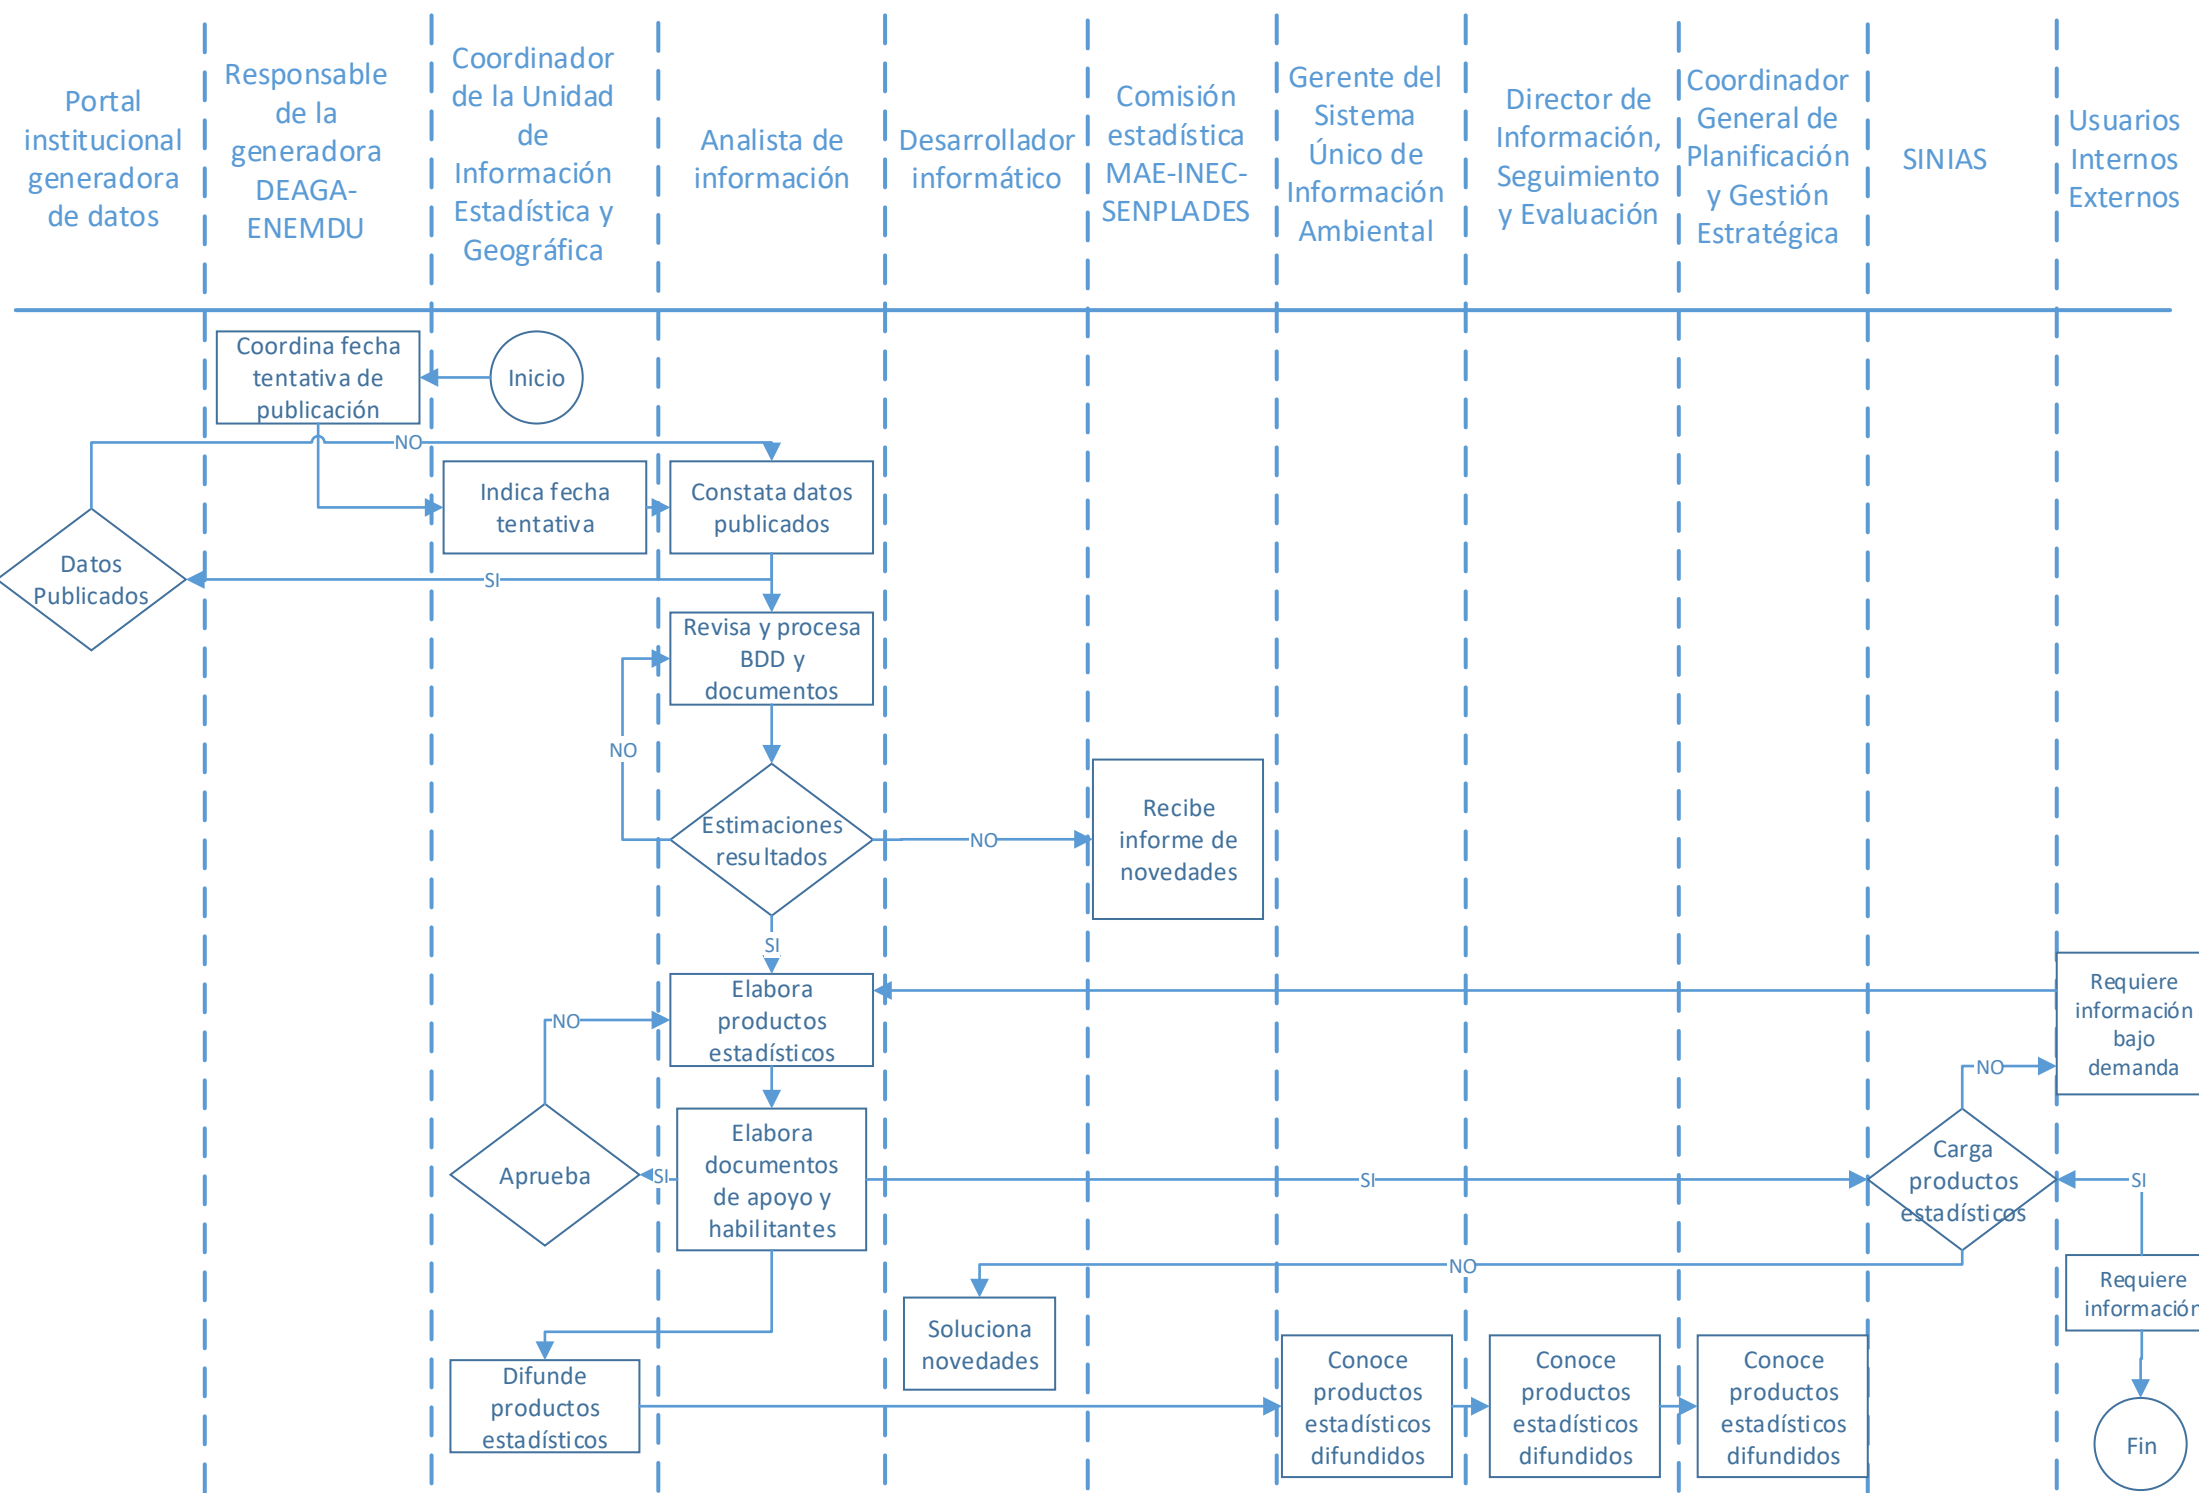 Portal
institucional
generadora
de datos
Responsable
de la
generadora
DEAGA-
ENEMDU
Coordinador
de la Unidad
de
Información
Estadística y
Geográfica
Analista de
información
Desarrollador
informático
Comisión
estadística
MAE-INEC-
SENPLADES
Gerente del
Sistema
Único de
Información
Ambiental
Director de
Información,
Seguimiento
y Evaluación
Coordinador
General de
Planificación
y Gestión
Estratégica
SINIAS
Usuarios
Internos
Externos
Coordina fecha
tentativa de
publicación
Inicio
NO
Indica fecha
tentativa
Constata datos
publicados
Datos
Publicados
SI
Revisa y procesa
BDD y
documentos
NO
Estimaciones
resultados
NO
Recibe
informe de
novedades
SI
Elabora
productos
estadísticos
Requiere
información
bajo
demanda
NO
NO
Aprueba
SI
Elabora
documentos
de apoyo y
habilitantes
SI
Carga
productos
estadísticos
SI
NO
Requiere
información
Soluciona
novedades
Difunde
productos
estadísticos
Conoce
productos
estadísticos
difundidos
Conoce
productos
estadísticos
difundidos
Conoce
productos
estadísticos
difundidos
Fin